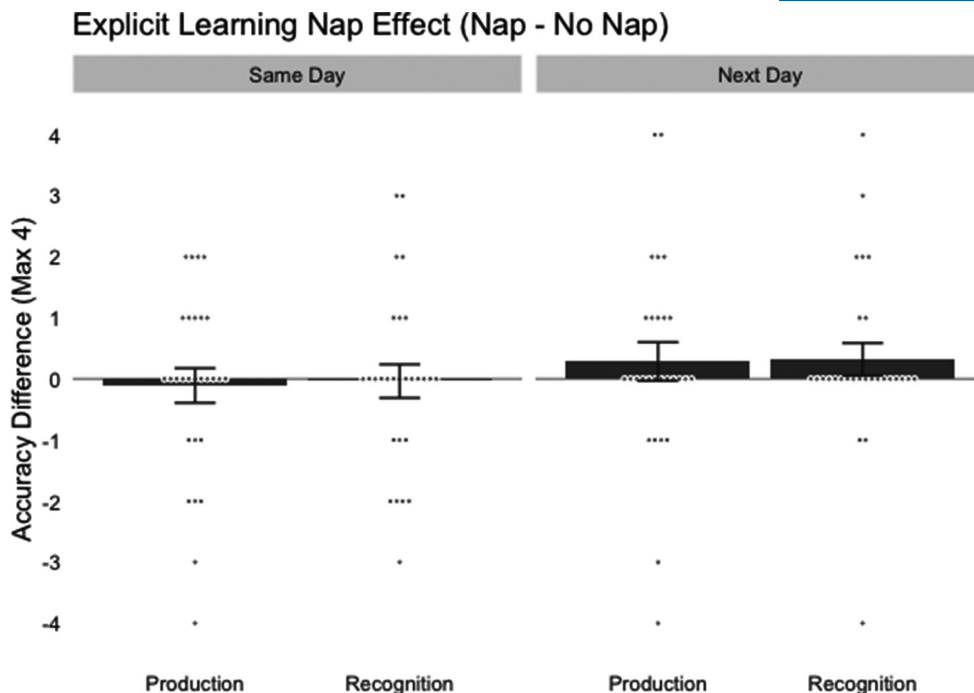 Explicit Learning Nap Effect (Nap - No Nap)
Same Day
Next Day
Accuracy Difference (Max 4)
4
3
2
1
0
-1
-2
-3
-4
Production
Recognition
Production
Recognition